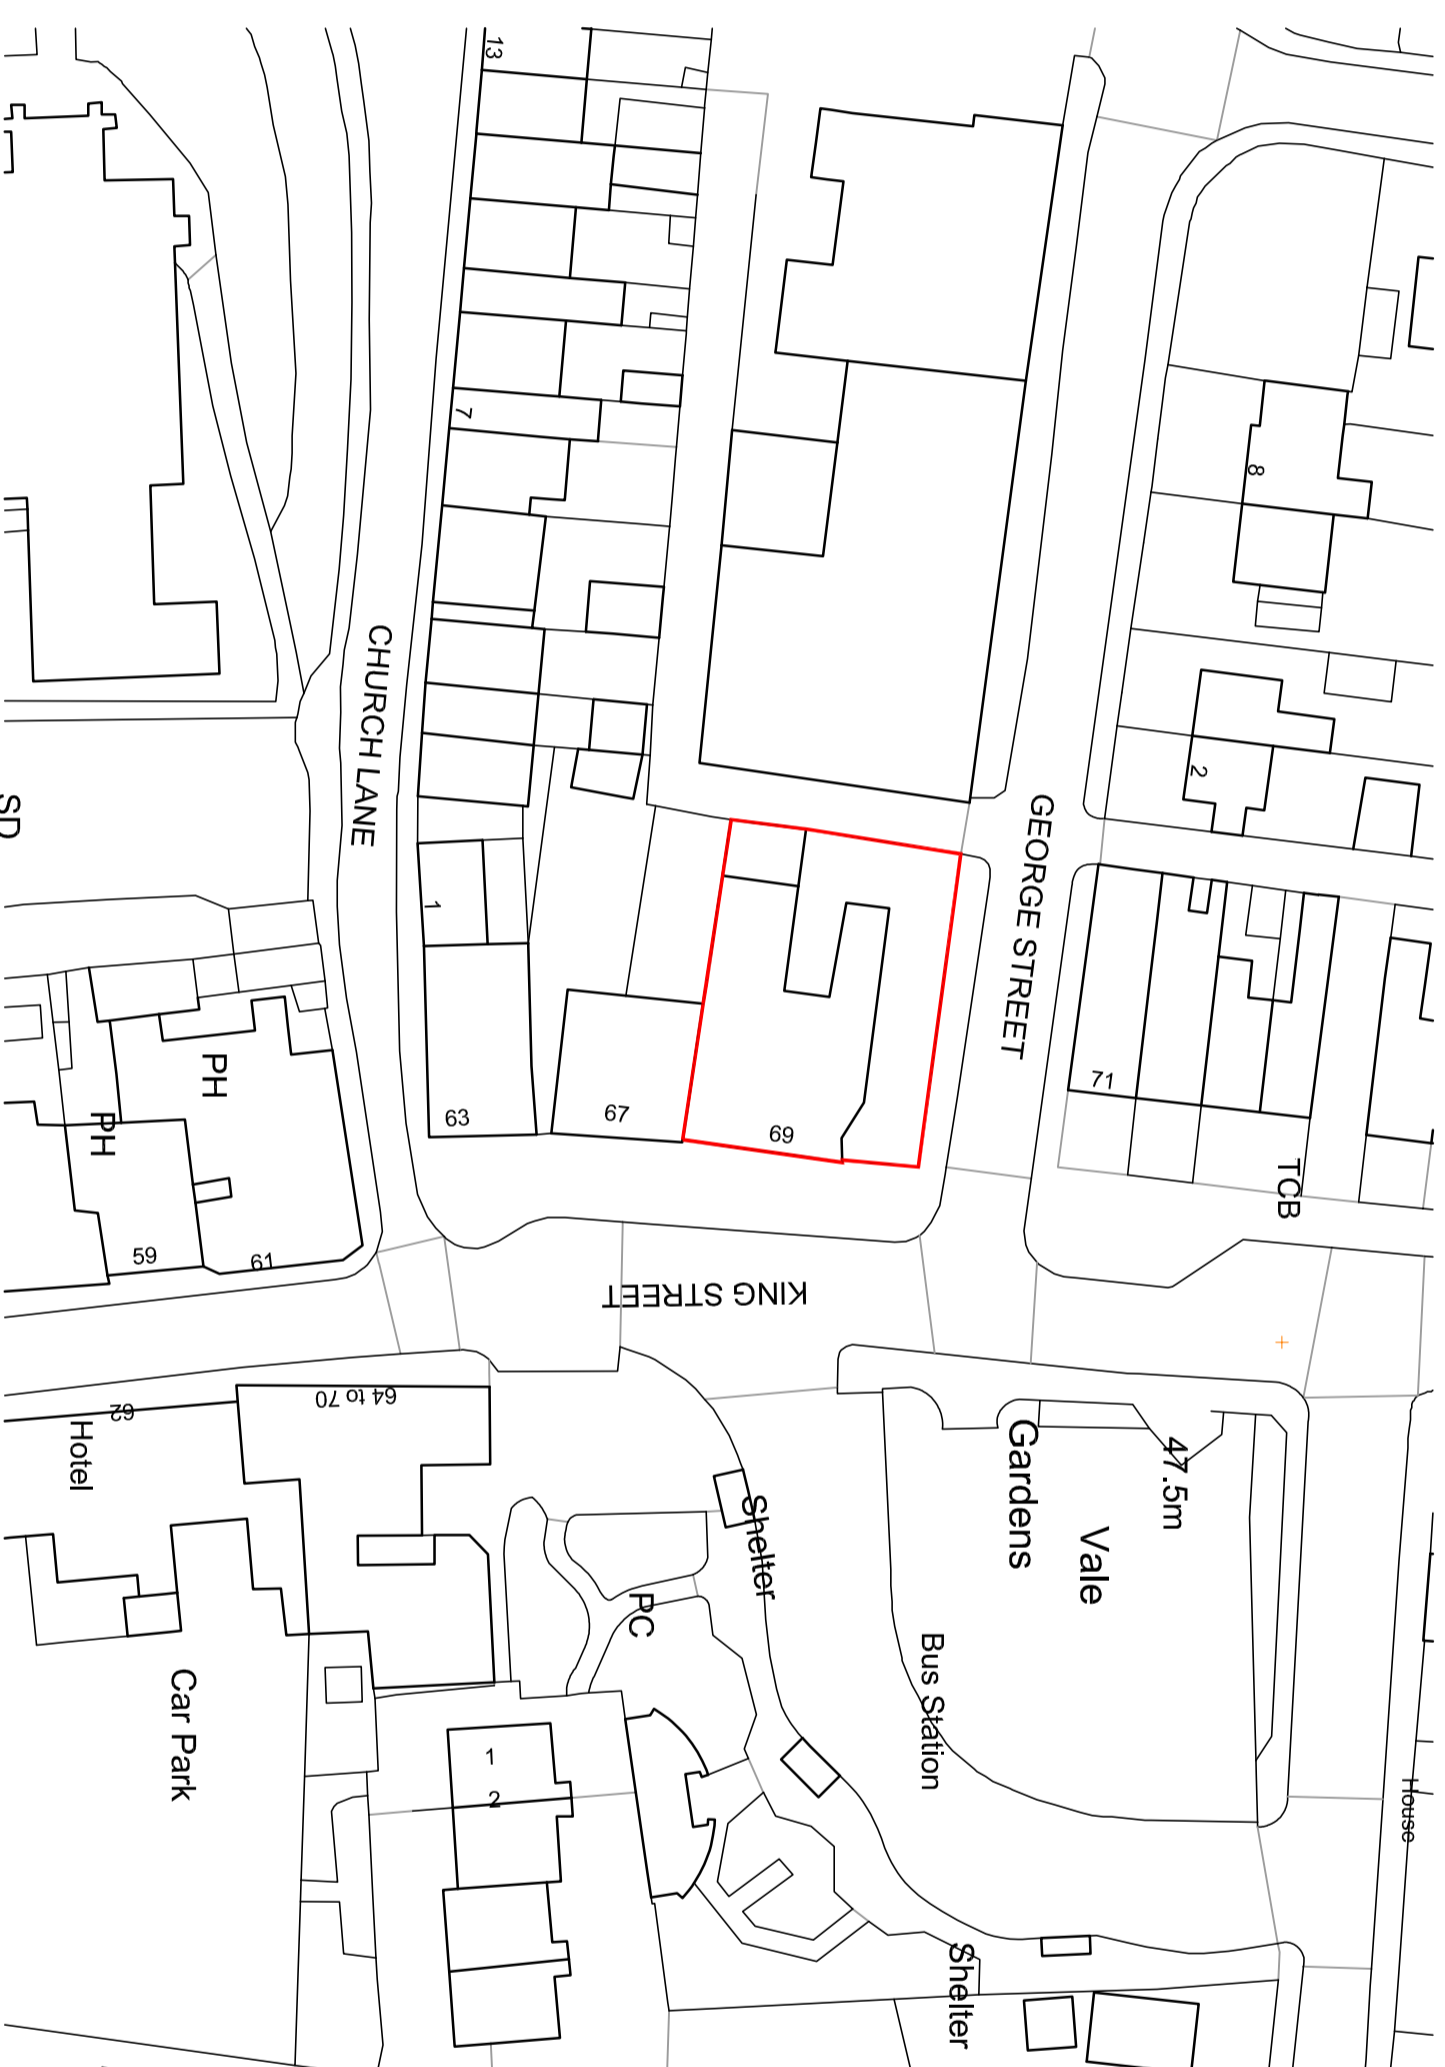 13
7
8
CHURCH LANE
2
SD
GEORGE STREET
1
PH
PH
71
63
67
69
TCB
59
61
KING STREET
64 to 70
62
Hotel
Gardens
47.5m
Vale
Shelter
PC
Bus Station
Car Park
1
2
House
Shelter